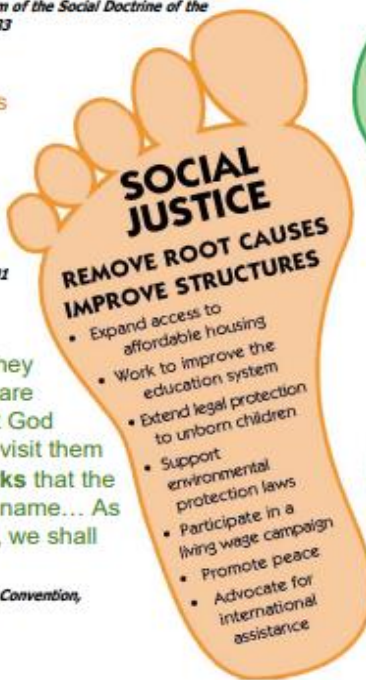 m of the Social Doctrine of the
33
s
SOCIAL
JUSTICE
REMOVE ROOT CAUSES
IMPROVE STRUCTURES
• Expand access to
affordable housing
• Work to improve the
education system
• Extend legal protection
to unborn children
• Support
environmental
protection laws
• Participate in a
living wage campaign
• Promote peace
• Advocate for
international
assistance
hey
are
t God
visit them
ks that the
name... As
, we shall
Convention,